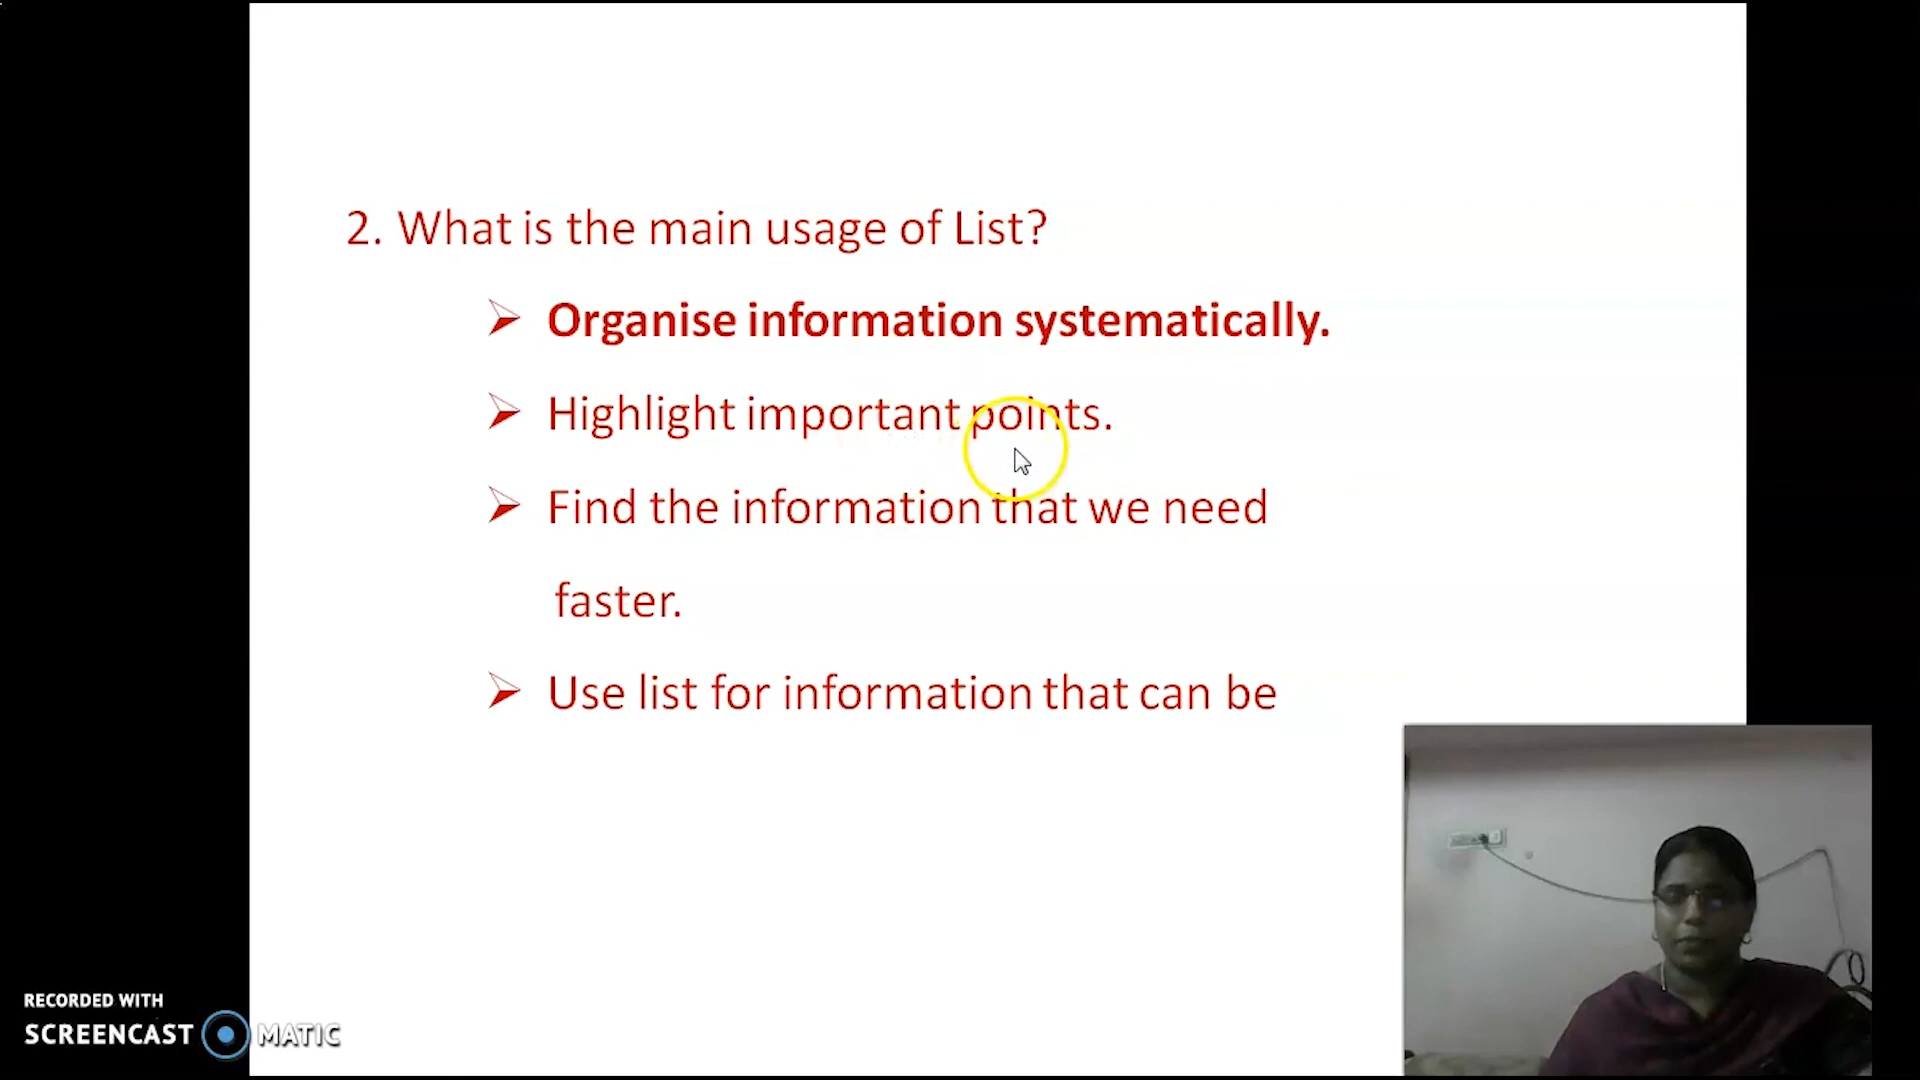 2. What is the main usage of List?
Organise information systematically.
Highlight important points.
Find the information that we need
faster.
Use list for information that can be
RECORDED WITH
SCREENCAST MATIC